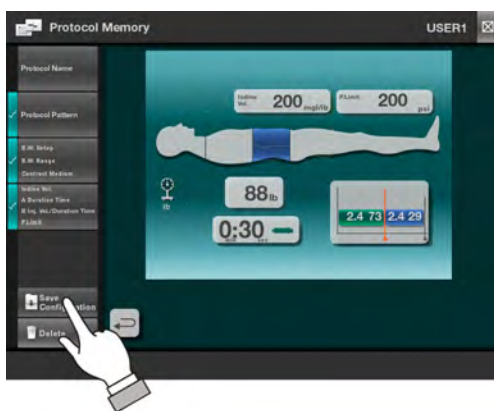 Protocol Memory
USER1
Protocol Name
Protocol Pattern
B.W. Setup
B.W. Range
Contrast Medium
Iodine Vol.
A Duration Time
B Inj. Vol./Duration Time
P.Limit
Save
Configuration
Delete
Iodine
Vol.
200 mgI/lb
P.Limit
200 psi
lb
88 lb
0:30
2.4 73 2.4 29